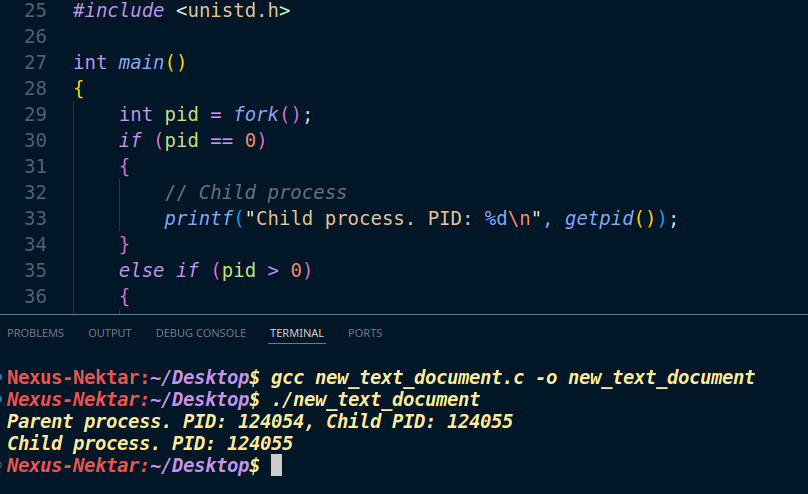 25 #include <unistd.h>
26
27 int main()
28 {
29 int pid = fork();
30 if (pid == 0)
31 {
32 // Child process
33 printf("Child process. PID: %d\n", getpid());
34 }
35 else if (pid > 0)
36 {
PROBLEMS OUTPUT DEBUG CONSOLE TERMINAL PORTS
Nexus-Nektar:~/Desktop$ gcc new_text_document.c -o new_text_document
Nexus-Nektar:~/Desktop$ ./new_text_document
Parent process. PID: 124054, Child PID: 124055
Child process. PID: 124055
Nexus-Nektar:~/Desktop$